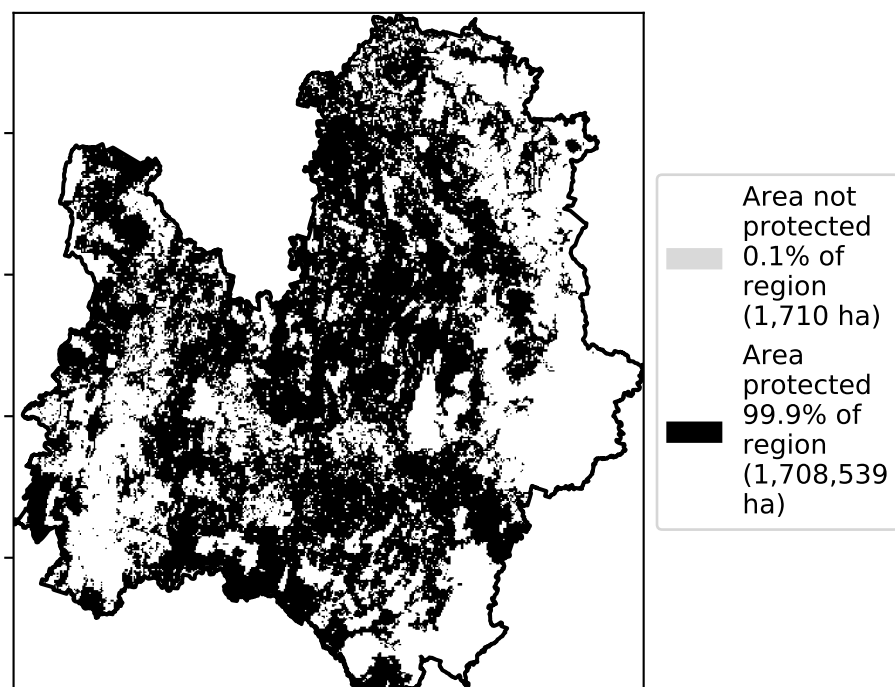 Area not
protected
0.1% of
region
(1,710 ha)
Area
protected
99.9% of
region
(1,708,539
ha)